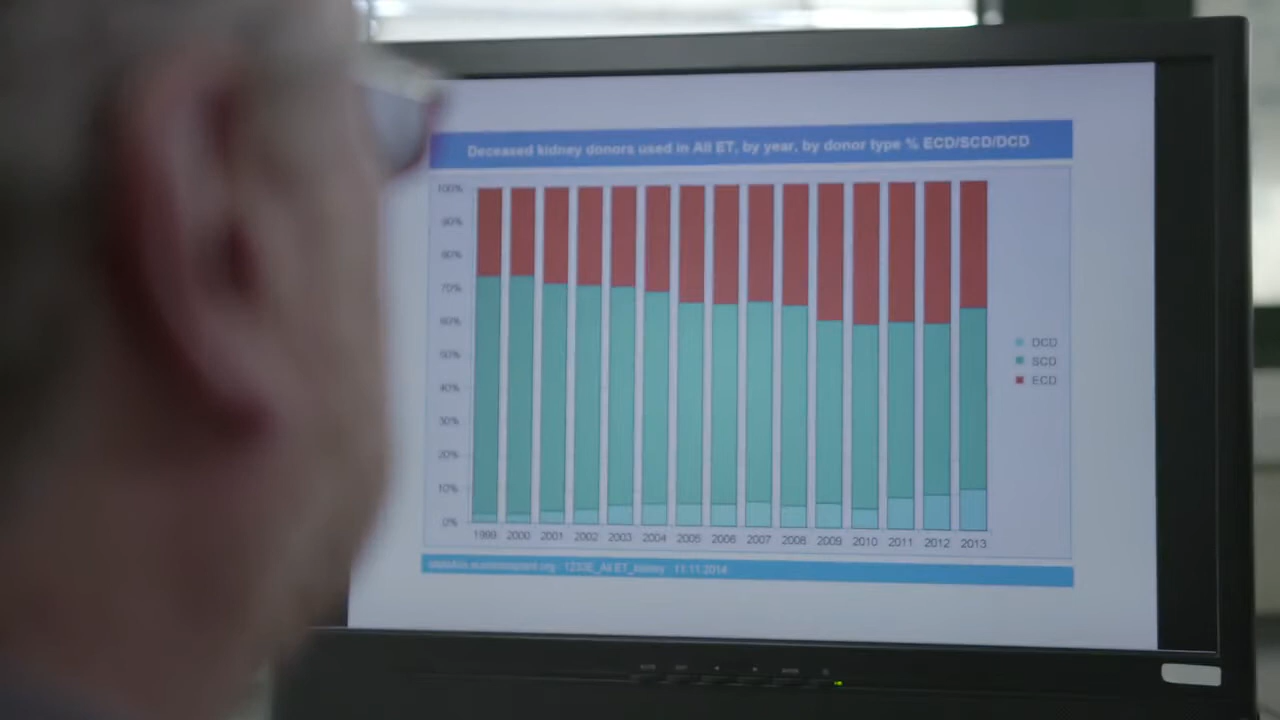 Deceased kidney donors used in All ET, by year, by donor type % ECD/SCD/DCD
100%
90%
80%
70%
60%
50%
40%
30%
20%
10%
0%
1999 2000 2001 2002 2003 2004 2005 2006 2007 2008 2009 2010 2011 2012 2013
DCD
SCD
ECD
1233E_All ET_kidney : 11.11.2014